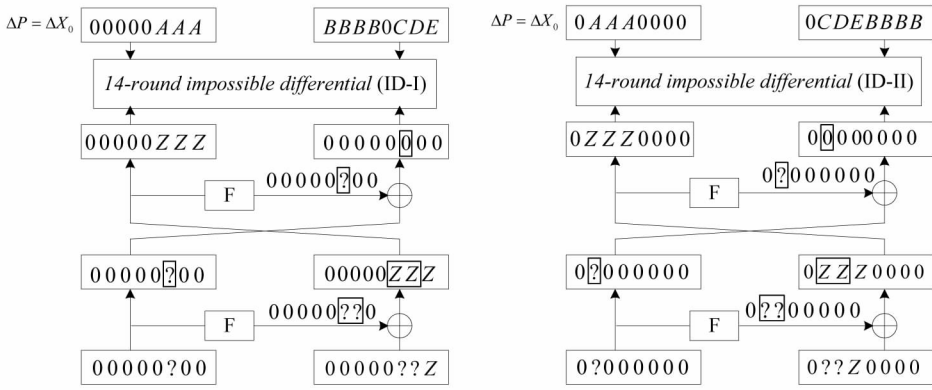 ΔP = ΔX₀ 00000AAA BBBB0CDE
14-round impossible differential (ID-I)
00000ZZZ 00000000
00000?00
F
00000?00 00000ZZZ
00000??0
F
00000?00 00000??Z
ΔP = ΔX₀ 0AAA0000 0CDEBBBB
14-round impossible differential (ID-II)
0ZZZ0000 00000000
0?000000
F
0?000000 0ZZZ0000
0??00000
F
0?000000 0??Z0000